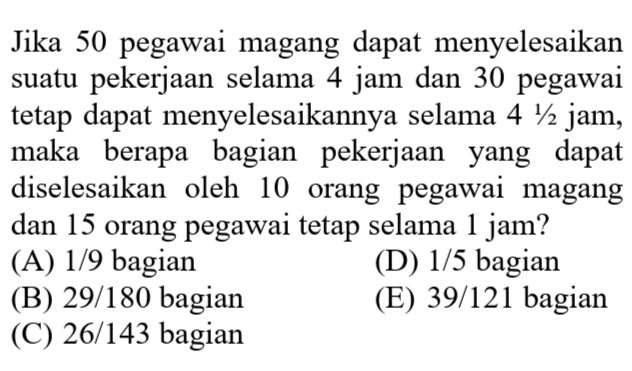 Jika 50 pegawai magang dapat menyelesaikan
suatu pekerjaan selama 4 jam dan 30 pegawai
tetap dapat menyelesaikannya selama 4 ½ jam,
maka berapa bagian pekerjaan yang dapat
diselesaikan oleh 10 orang pegawai magang
dan 15 orang pegawai tetap selama 1 jam?
(A) 1/9 bagian (D) 1/5 bagian
(B) 29/180 bagian (E) 39/121 bagian
(C) 26/143 bagian